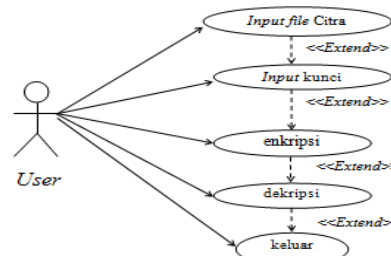 Input file Citra
<<Extend>>
Input kunci
<<Extend>>
enkripsi
<<Extend>>
User
dekripsi
<<Extend>>
keluar